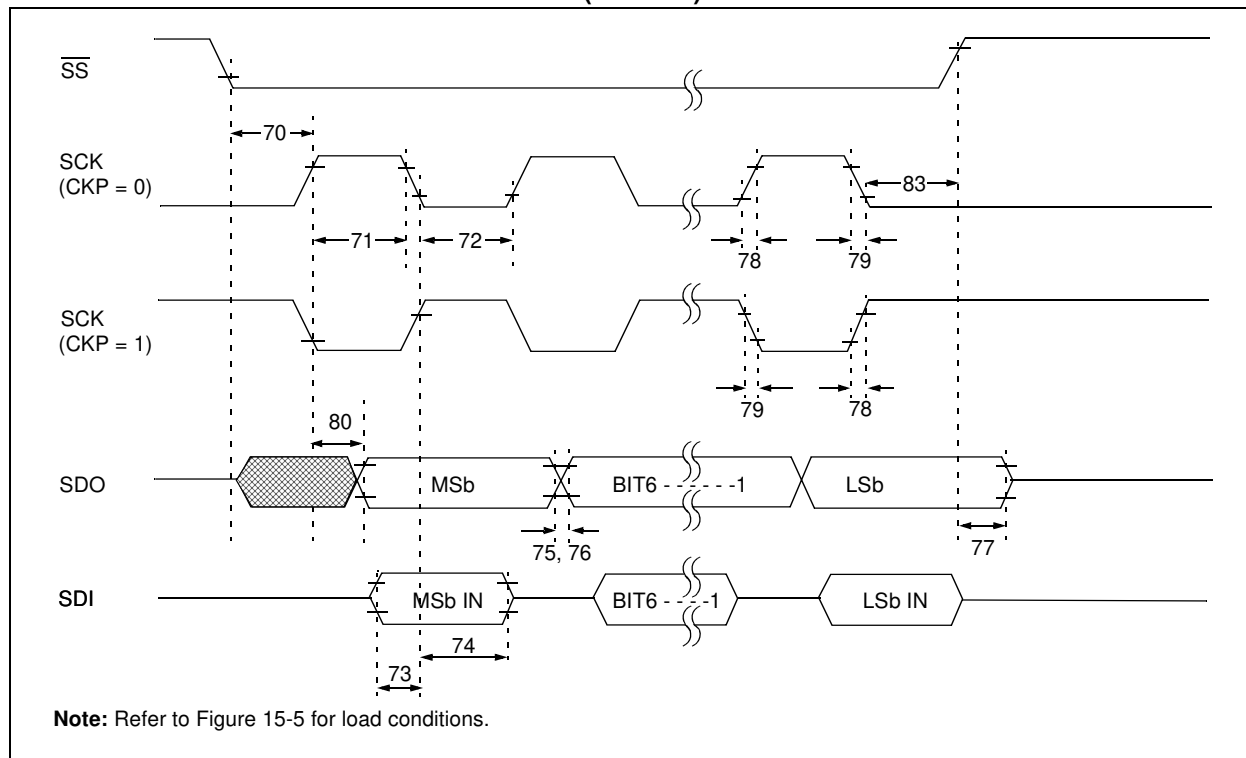 SS
70
SCK
(CKP = 0)
83
71
72
78
79
SCK
(CKP = 1)
79
78
80
SDO
MSb
BIT6 - - - - - - -1
LSb
75, 76
77
SDI
MSb IN
BIT6 - - - - -1
LSb IN
74
73
Note: Refer to Figure 15-5 for load conditions.